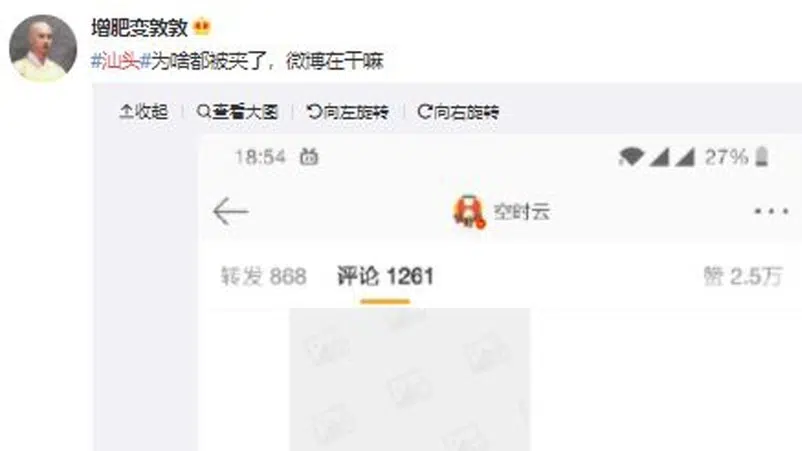 增肥变敦敦
#汕头#为啥都被夹了，微博在干嘛
收起 查看大图 向左旋转 向右旋转
18:54 27%
空时云
转发 868 评论 1261 赞 2.5万